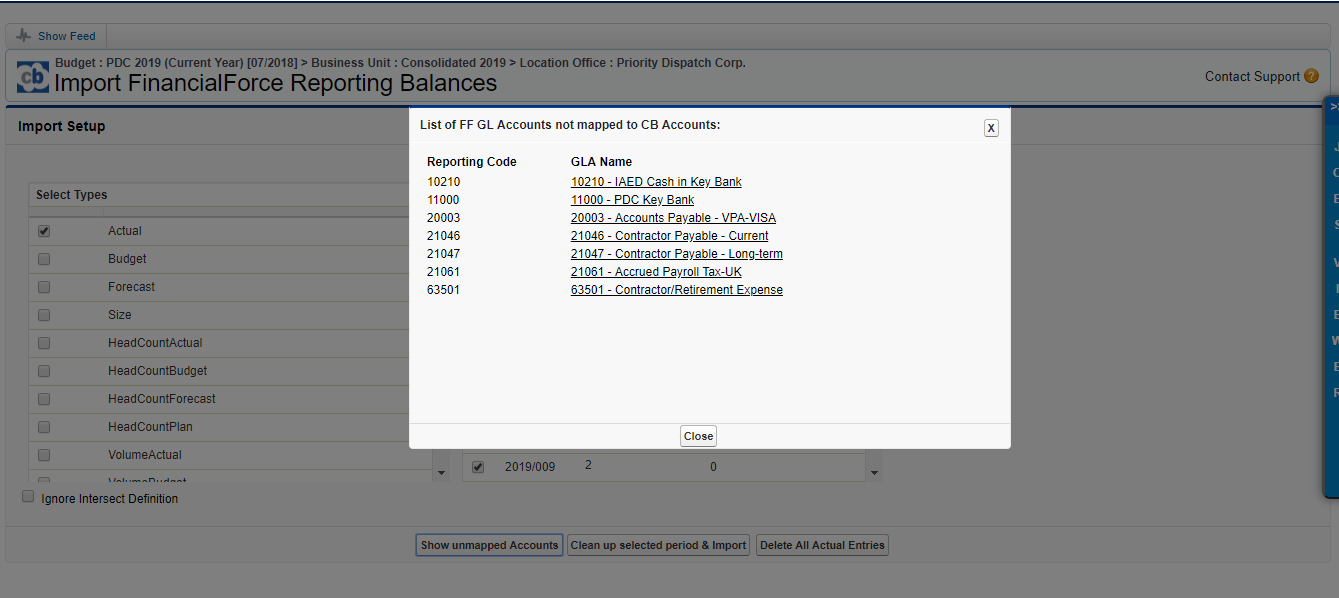 Show Feed
Budget : PDC 2019 (Current Year) [07/2018] > Business Unit : Consolidated 2019 > Location Office : Priority Dispatch Corp.
cb Import FinancialForce Reporting Balances
Contact Support ?
Import Setup
List of FF GL Accounts not mapped to CB Accounts:
X
Reporting Code GLA Name
10210 10210 - IAED Cash in Key Bank
11000 11000 - PDC Key Bank
20003 20003 - Accounts Payable - VPA-VISA
21046 21046 - Contractor Payable - Current
21047 21047 - Contractor Payable - Long-term
21061 21061 - Accrued Payroll Tax-UK
63501 63501 - Contractor/Retirement Expense
Close
Select Types
Actual
Budget
Forecast
Size
HeadCountActual
HeadCountBudget
HeadCountForecast
HeadCountPlan
VolumeActual
VolumeBudget
2019/009 2 0
Ignore Intersect Definition
Show unmapped Accounts Clean up selected period & Import Delete All Actual Entries